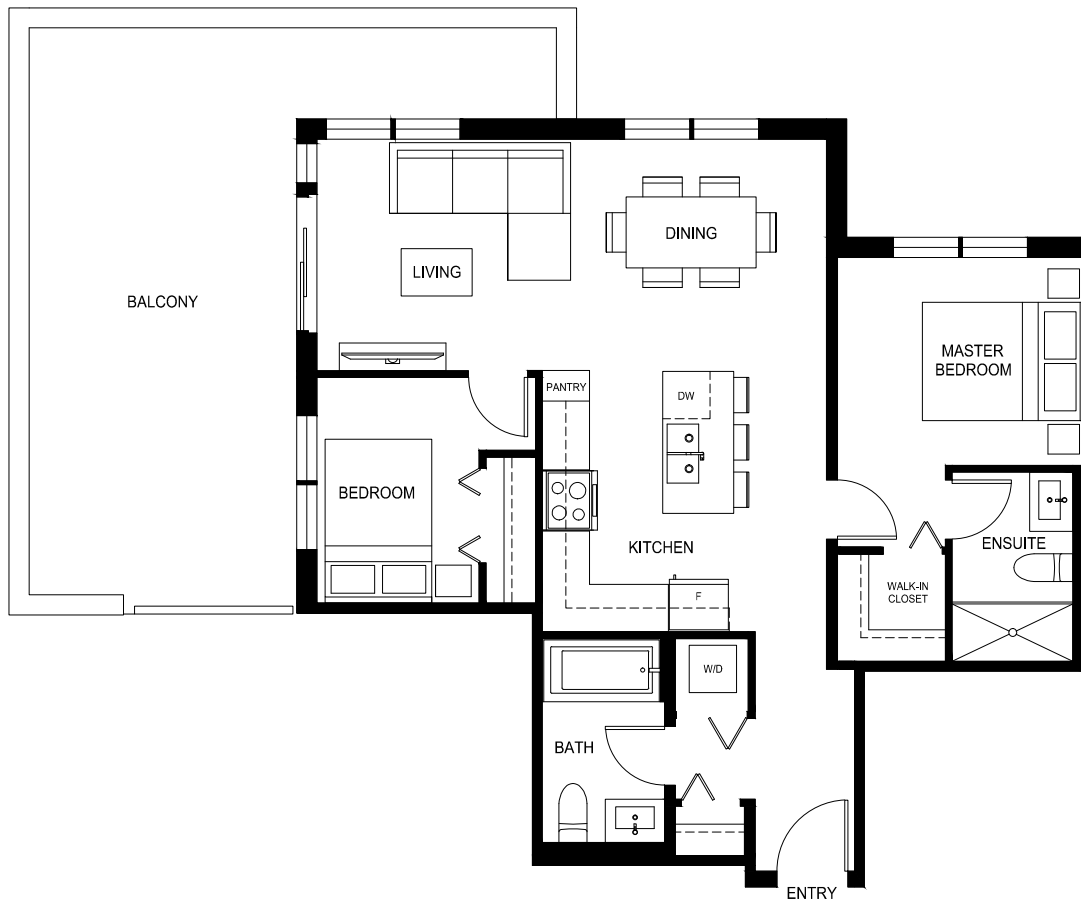 DINING
LIVING
BALCONY
MASTER
BEDROOM
PANTRY
DW
BEDROOM
KITCHEN
ENSUITE
WALK-IN
CLOSET
F
W/D
BATH
ENTRY